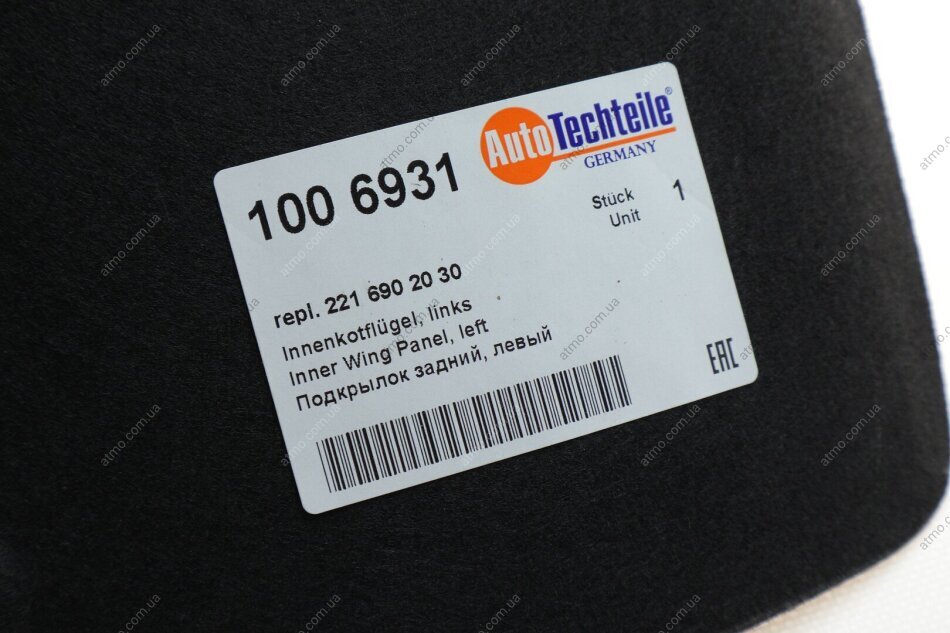 AutoTechteile®
GERMANY
100 6931
Stück 1
Unit
repl. 221 690 20 30
Innenkotflügel, links
Inner Wing Panel, left
Подкрылок задний, левый
EAC
atmo.com.ua